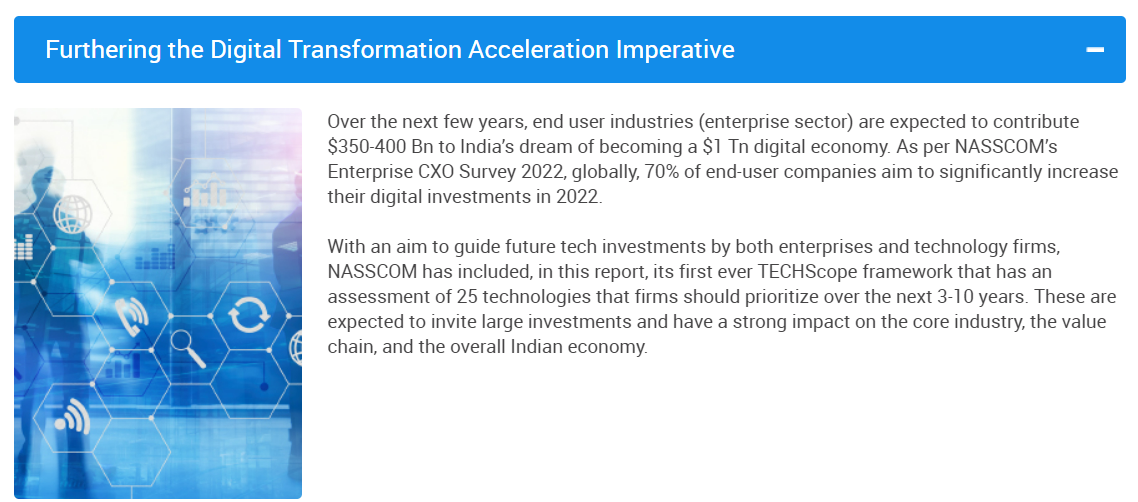 Furthering the Digital Transformation Acceleration Imperative
Over the next few years, end user industries (enterprise sector) are expected to contribute
$350-400 Bn to India’s dream of becoming a $1 Tn digital economy. As per NASSCOM’s
Enterprise CXO Survey 2022, globally, 70% of end-user companies aim to significantly increase
their digital investments in 2022.
With an aim to guide future tech investments by both enterprises and technology firms,
NASSCOM has included, in this report, its first ever TECHScope framework that has an
assessment of 25 technologies that firms should prioritize over the next 3-10 years. These are
expected to invite large investments and have a strong impact on the core industry, the value
chain, and the overall Indian economy.